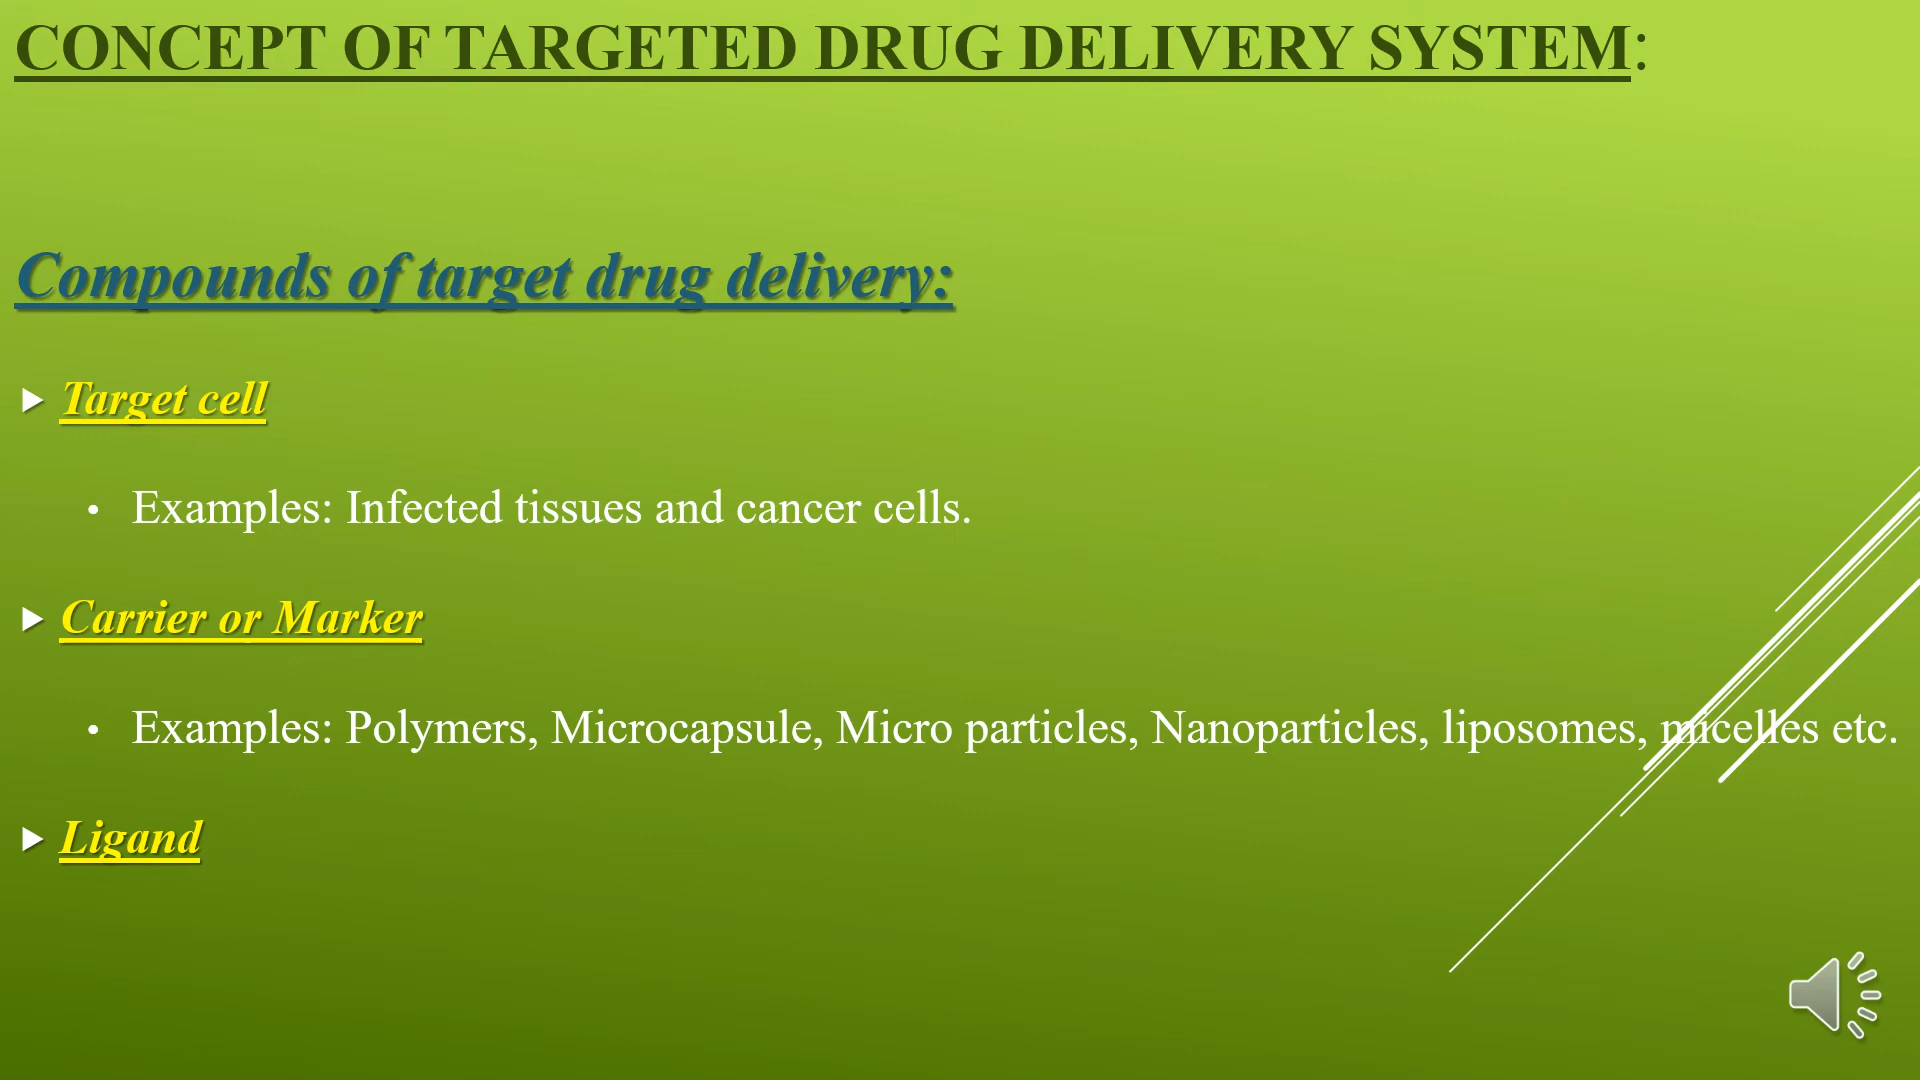 CONCEPT OF TARGETED DRUG DELIVERY SYSTEM:
Compounds of target drug delivery:
Target cell
• Examples: Infected tissues and cancer cells.
Carrier or Marker
• Examples: Polymers, Microcapsule, Micro particles, Nanoparticles, liposomes, micelles etc.
Ligand